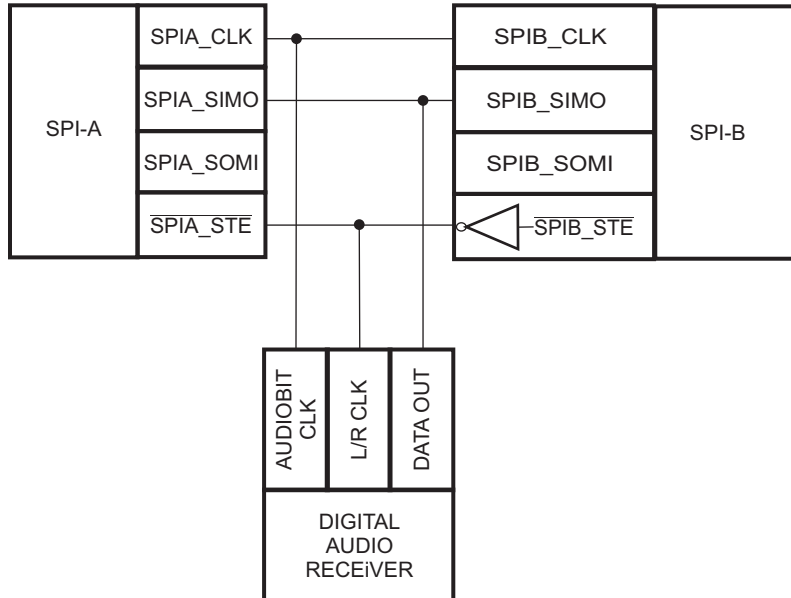 SPI-A
SPIA_CLK
SPIA_SIMO
SPIA_SOMI
SPIA_STE
SPIB_CLK
SPIB_SIMO
SPIB_SOMI
SPIB_STE
SPI-B
AUDIOBIT
CLK
L/R CLK
DATA OUT
DIGITAL
AUDIO
RECEiVER